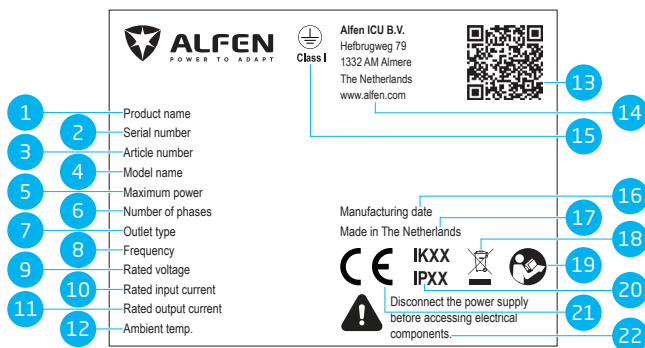 ALFEN
POWER TO ADAPT
Class I
Alfen ICU B.V.
Hefbrugweg 79
1332 AM Almere
The Netherlands
www.alfen.com
13
14
15
1 Product name
2 Serial number
3 Article number
4 Model name
5 Maximum power
6 Number of phases
7 Outlet type
8 Frequency
9 Rated voltage
10 Rated input current
11 Rated output current
12 Ambient temp.
Manufacturing date 16
Made in The Netherlands 17
18
CE
IKXX
IPXX
19
20
21
Disconnect the power supply
before accessing electrical
components. 22